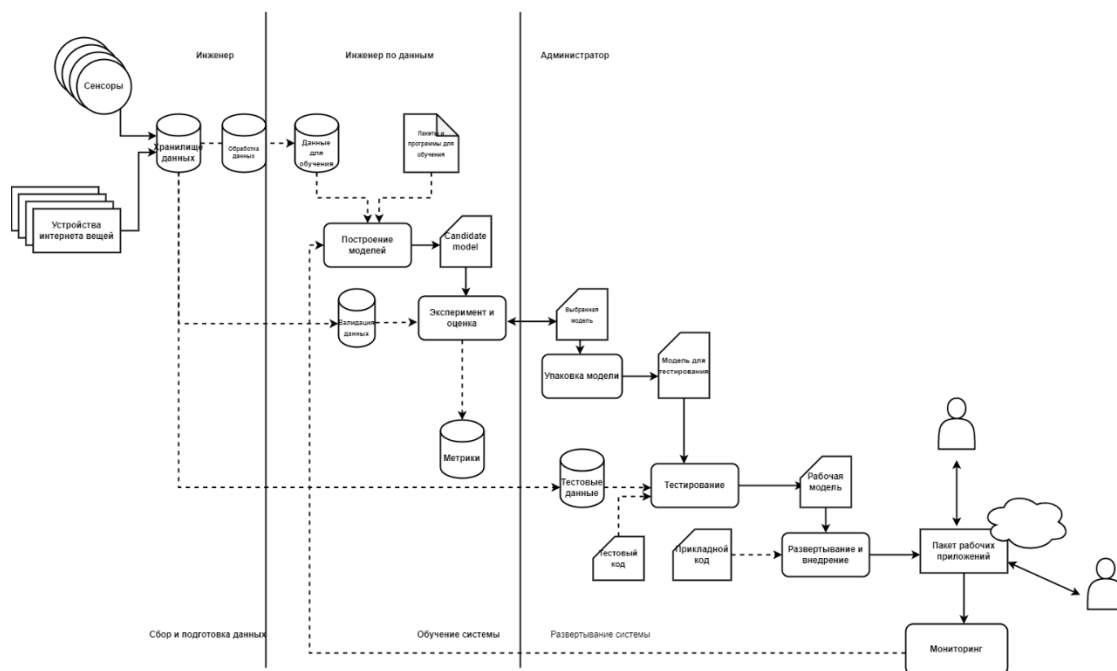 Инженер
Инженер по данным
Администратор
Сенсоры
Хранилище
данных
Обработка
данных
Данные
для
обучения
Пакеты и
программы для
обучения
Устройства
интернета вещей
Построение
моделей
Candidate
model
Валидация
данных
Эксперимент и
оценка
Выбранная
модель
Упаковка модели
Модель для
тестирования
Метрики
Тестовые
данные
Тестирование
Рабочая
модель
Тестовый
код
Прикладной
код
Развертывание и
внедрение
Пакет рабочих
приложений
Мониторинг
Сбор и подготовка данных
Обучение системы
Развертывание системы